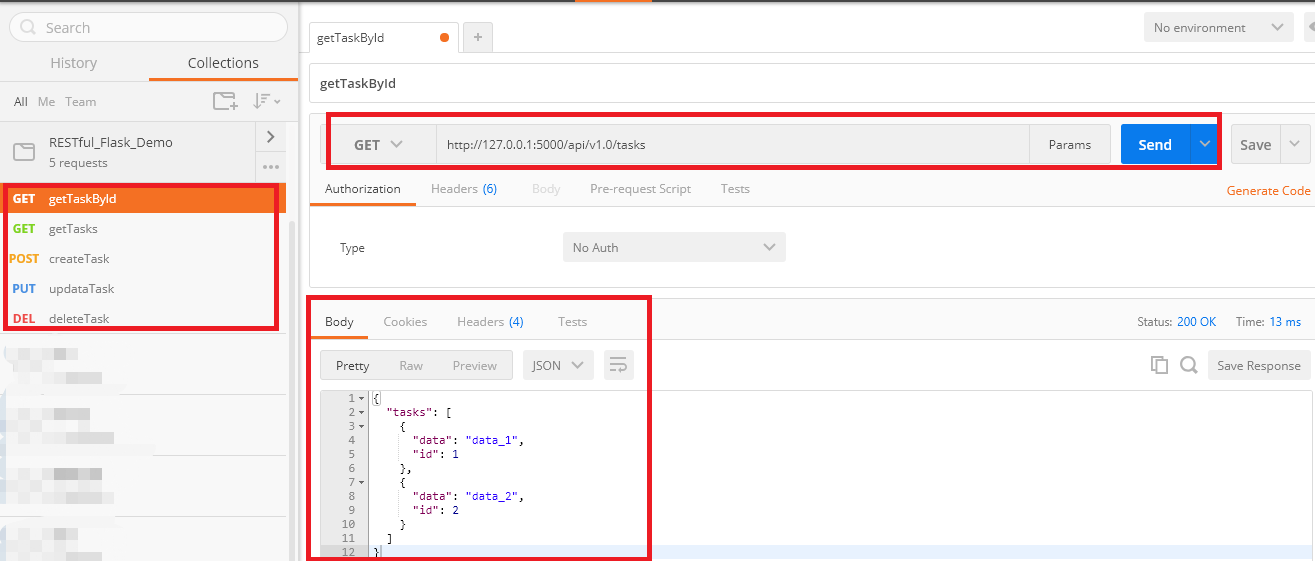 Search
History Collections
All Me Team
RESTful_Flask_Demo
5 requests
GET getTaskById
GET getTasks
POST createTask
PUT updataTask
DEL deleteTask
getTaskById +
No environment
getTaskById
GET http://127.0.0.1:5000/api/v1.0/tasks Params Send Save
Authorization Headers (6) Body Pre-request Script Tests Generate Code
Type No Auth
Body Cookies Headers (4) Tests Status: 200 OK Time: 13 ms
Pretty Raw Preview JSON Save Response
1 {
2 "tasks": [
3 {
4 "data": "data_1",
5 "id": 1
6 },
7 {
8 "data": "data_2",
9 "id": 2
10 }
11 ]
12 }